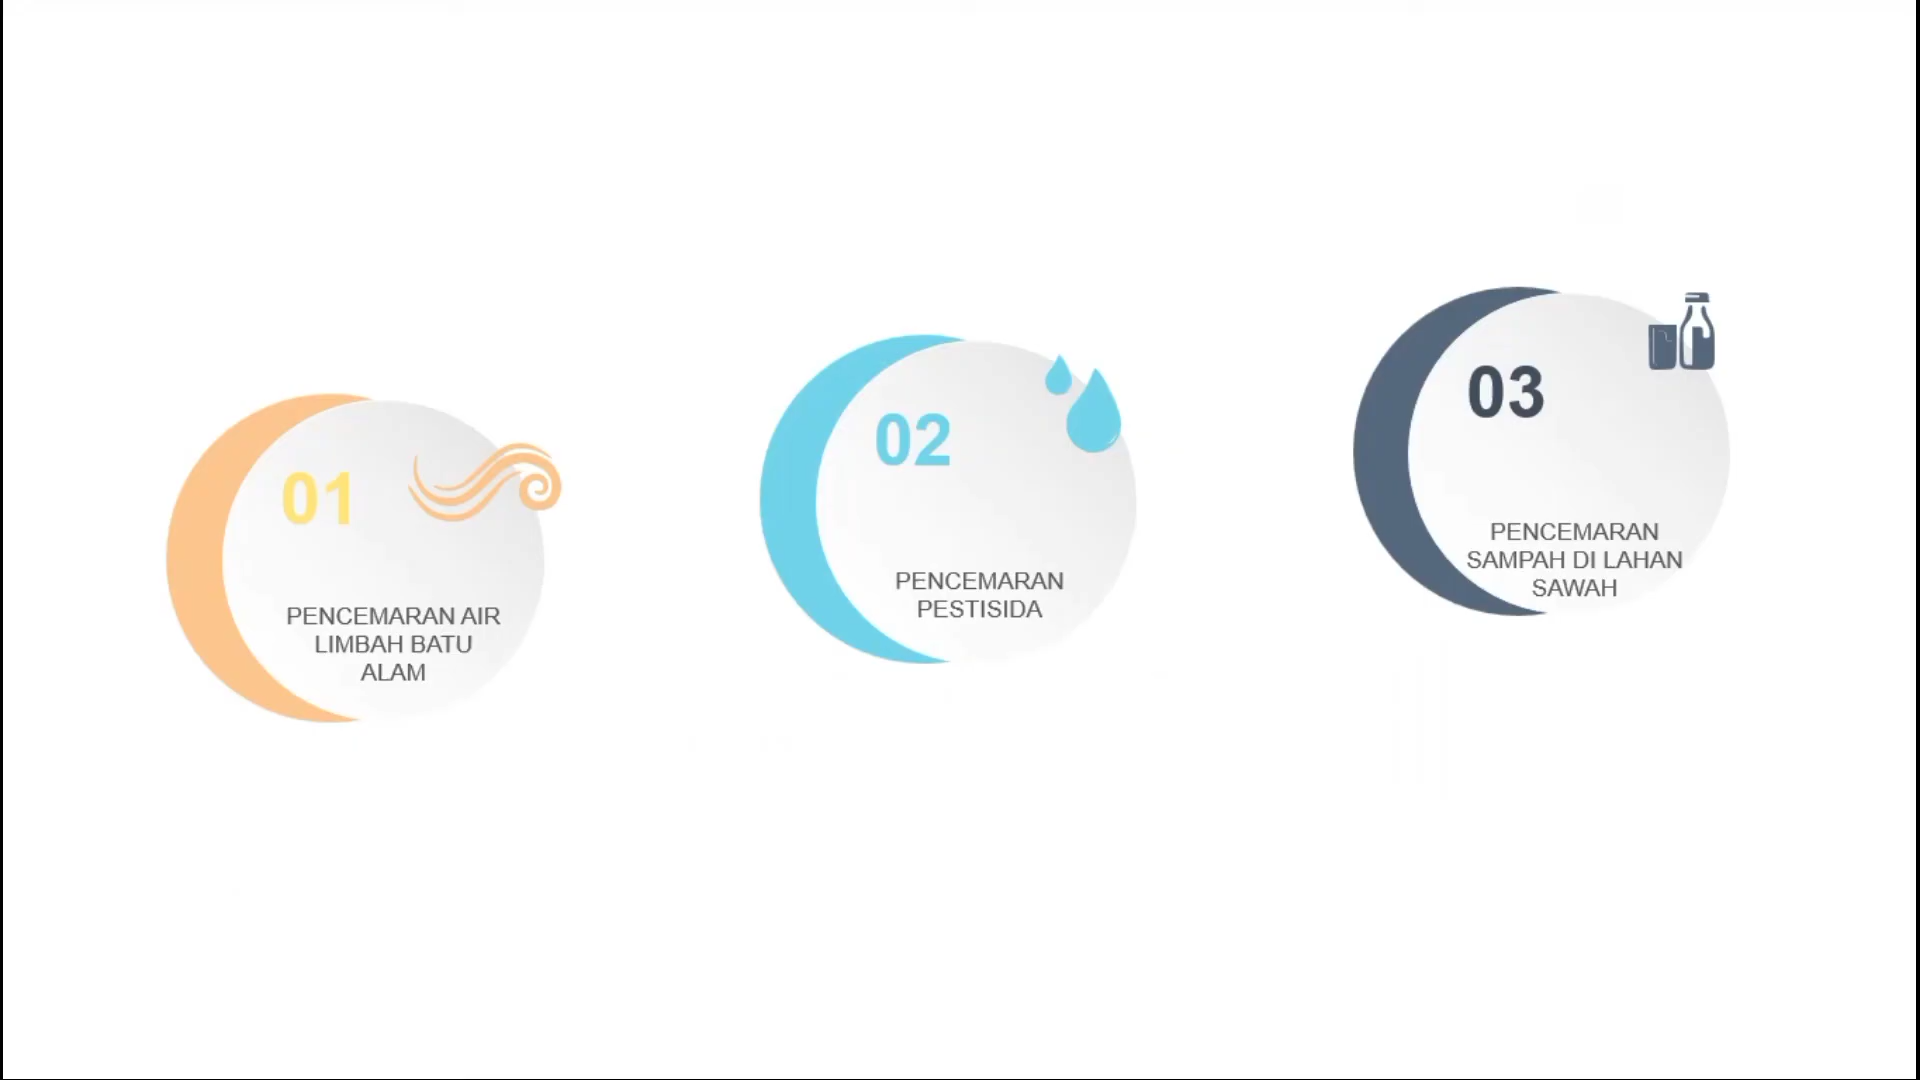 01
PENCEMARAN AIR
LIMBAH BATU
ALAM
02
PENCEMARAN
PESTISIDA
03
PENCEMARAN
SAMPAH DI LAHAN
SAWAH